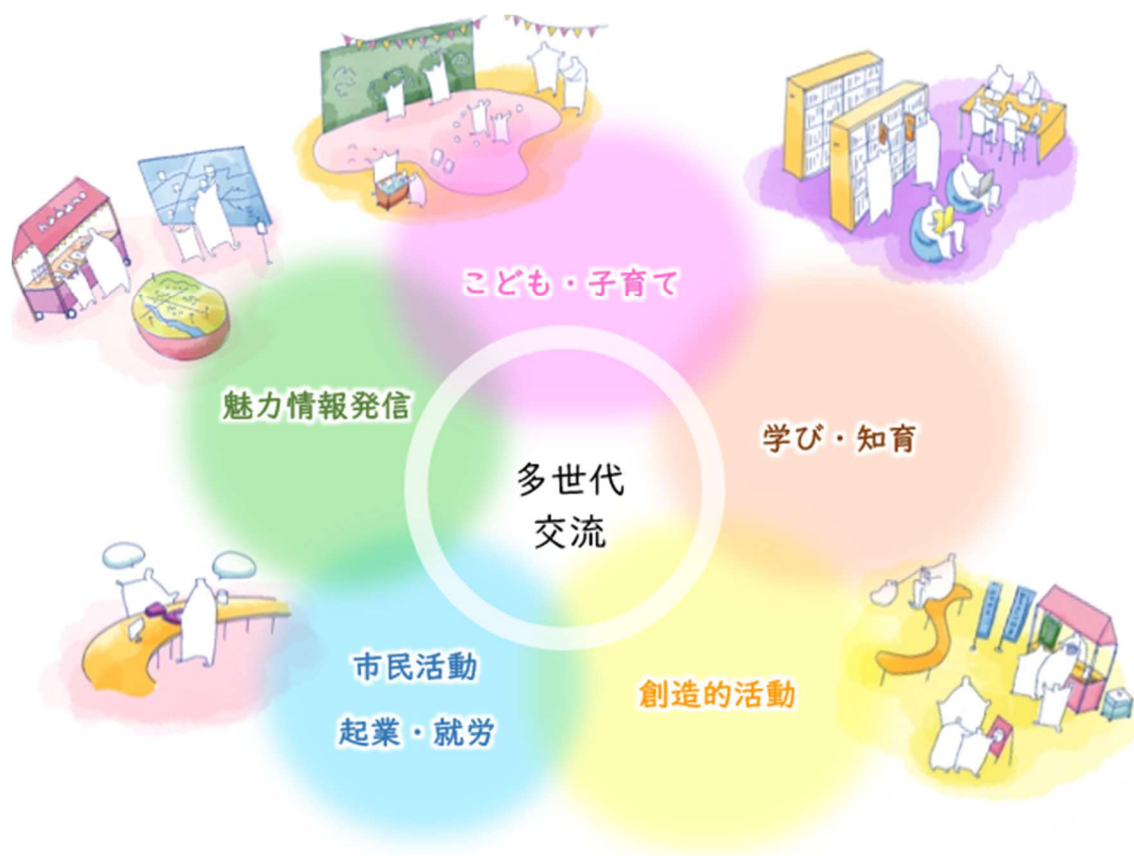 こども・子育て
魅力情報発信
学び・知育
多世代
交流
市民活動
起業・就労
創造的活動